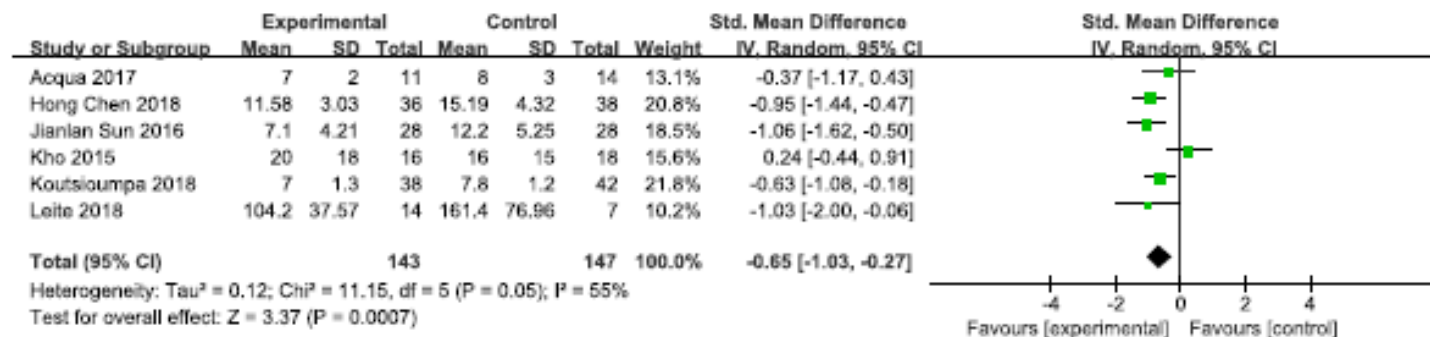 Experimental Control Std. Mean Difference Std. Mean Difference
Study or Subgroup Mean SD Total Mean SD Total Weight IV, Random, 95% CI IV, Random, 95% CI
Acqua 2017 7 2 11 8 3 14 13.1% -0.37 [-1.17, 0.43]
Hong Chen 2018 11.58 3.03 36 15.19 4.32 38 20.8% -0.95 [-1.44, -0.47]
Jianlan Sun 2016 7.1 4.21 28 12.2 5.25 28 18.5% -1.06 [-1.62, -0.50]
Kho 2015 20 18 16 16 15 18 15.6% 0.24 [-0.44, 0.91]
Koutsioumpa 2018 7 1.3 38 7.8 1.2 42 21.8% -0.63 [-1.08, -0.18]
Leite 2018 104.2 37.57 14 161.4 76.96 7 10.2% -1.03 [-2.00, -0.06]
Total (95% CI) 143 147 100.0% -0.65 [-1.03, -0.27]
Heterogeneity: Tau² = 0.12; Chi² = 11.15, df = 5 (P = 0.05); I² = 55%
Test for overall effect: Z = 3.37 (P = 0.0007)
-4 -2 0 2 4
Favours [experimental] Favours [control]